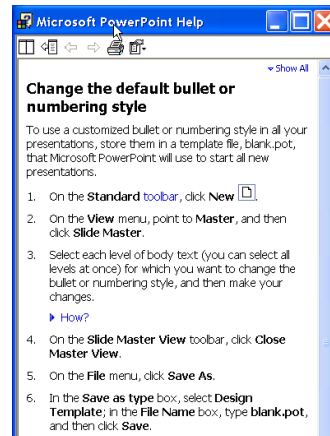 Microsoft PowerPoint Help
Show All
Change the default bullet or
numbering style
To use a customized bullet or numbering style in all your
presentations, store them in a template file, blank.pot,
that Microsoft PowerPoint will use to start all new
presentations.
1. On the Standard toolbar, click New .
2. On the View menu, point to Master, and then
click Slide Master.
3. Select each level of body text (you can select all
levels at once) for which you want to change the
bullet or numbering style, and then make your
changes.
How?
4. On the Slide Master View toolbar, click Close
Master View.
5. On the File menu, click Save As.
6. In the Save as type box, select Design
Template; in the File Name box, type blank.pot,
and then click Save.